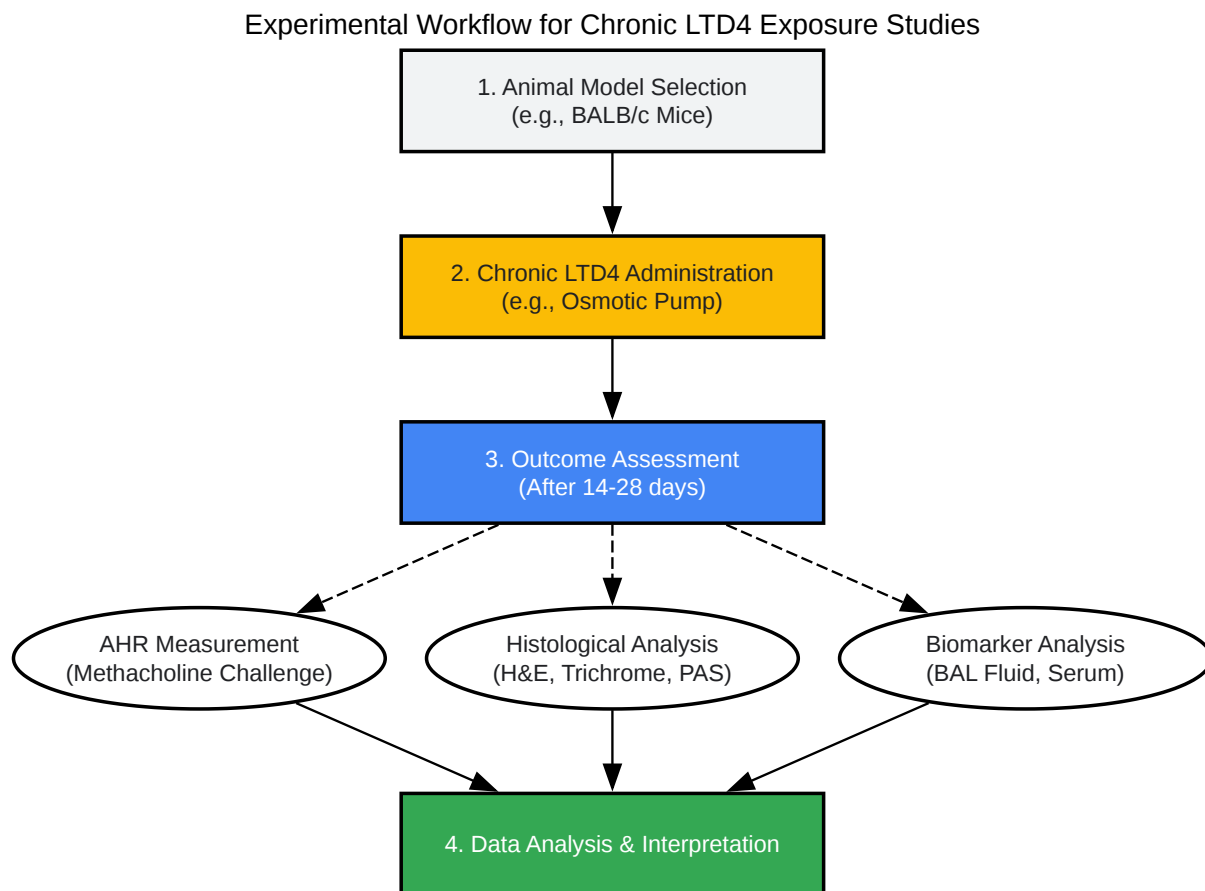 Experimental Workflow for Chronic LTD4 Exposure Studies
1. Animal Model Selection
(e.g., BALB/c Mice)
2. Chronic LTD4 Administration
(e.g., Osmotic Pump)
3. Outcome Assessment
(After 14-28 days)
AHR Measurement
(Methacholine Challenge)
Histological Analysis
(H&E, Trichrome, PAS)
Biomarker Analysis
(BAL Fluid, Serum)
4. Data Analysis & Interpretation